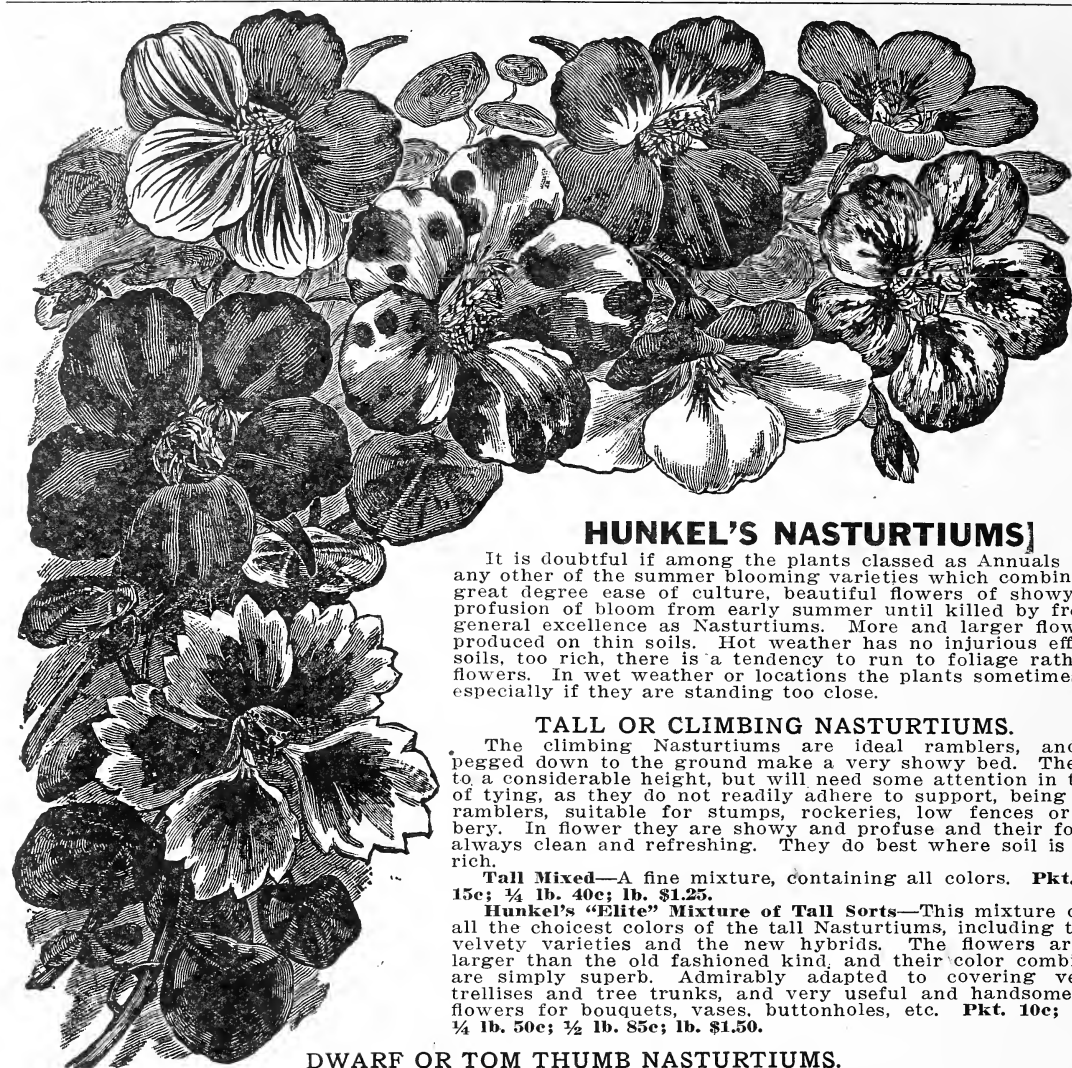 HUNKEL'S NASTURTIUMS]
It is doubtful if among the plants classed as Annuals
any other of the summer blooming varieties which combin
great degree ease of culture, beautiful flowers of showy
profusion of bloom from early summer until killed by fr
general excellence as Nasturtiums. More and larger flow
produced on thin soils. Hot weather has no injurious eff
soils, too rich, there is a tendency to run to foliage rath
flowers. In wet weather or locations the plants sometimes
especially if they are standing too close.
TALL OR CLIMBING NASTURTIUMS.
The climbing Nasturtiums are ideal ramblers, and
pegged down to the ground make a very showy bed. The
to a considerable height, but will need some attention in t
of tying, as they do not readily adhere to support, being
ramblers, suitable for stumps, rockeries, low fences or
bery. In flower they are showy and profuse and their fo
always clean and refreshing. They do best where soil is
rich.
Tall Mixed—A fine mixture, containing all colors. Pkt.
15c; ¼ lb. 40c; lb. $1.25.
Hunkel's "Elite" Mixture of Tall Sorts—This mixture c
all the choicest colors of the tall Nasturtiums, including t
velvety varieties and the new hybrids. The flowers ar
larger than the old fashioned kind, and their color combi
are simply superb. Admirably adapted to covering ve
trellises and tree trunks, and very useful and handsome
flowers for bouquets, vases, buttonholes, etc. Pkt. 10c;
¼ lb. 50c; ½ lb. 85c; lb. $1.50.
DWARF OR TOM THUMB NASTURTIUMS.